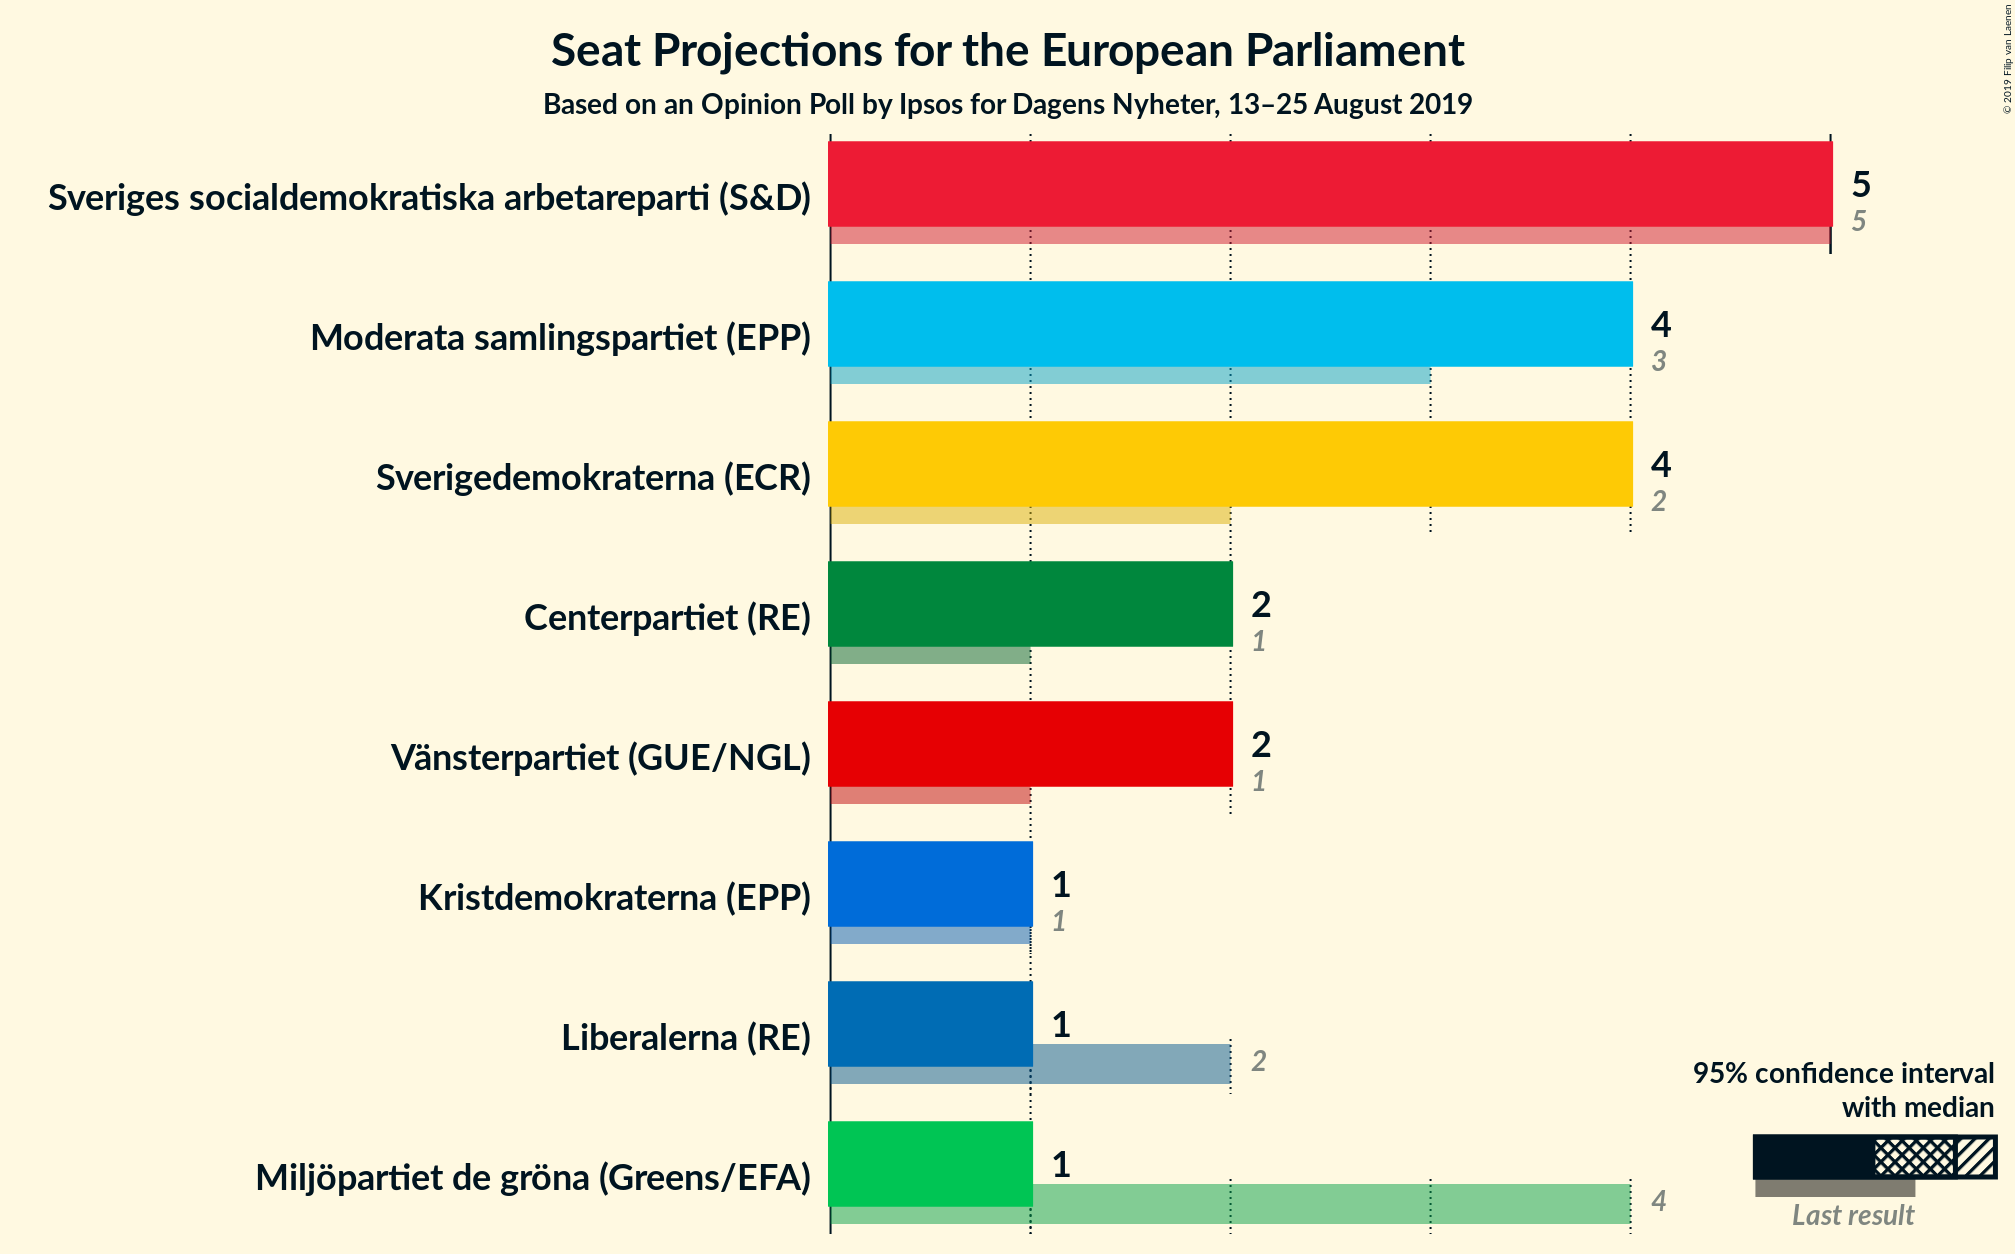 Seat Projections for the European Parliament
Based on an Opinion Poll by Ipsos for Dagens Nyheter, 13–25 August 2019
© 2019 Filip van Laenen
Sveriges socialdemokratiska arbetareparti (S&D)
5
5
Moderata samlingspartiet (EPP)
4
3
Sverigedemokraterna (ECR)
4
2
Centerpartiet (RE)
2
1
Vänsterpartiet (GUE/NGL)
2
1
Kristdemokraterna (EPP)
1
1
Liberalerna (RE)
1
2
Miljöpartiet de gröna (Greens/EFA)
1
4
95% confidence interval
with median
Last result